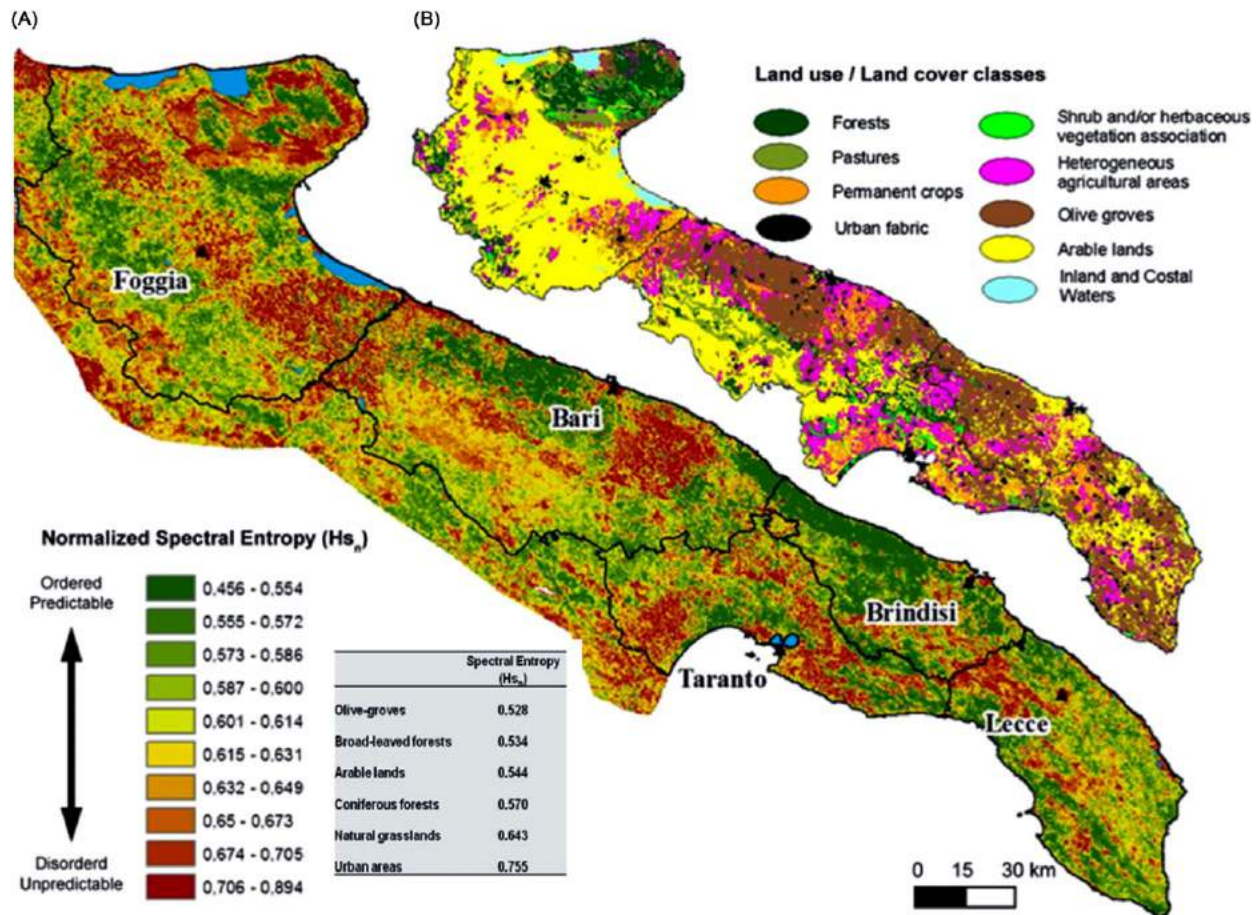 (A)
(B)
Land use / Land cover classes
Forests
Pastures
Permanent crops
Urban fabric
Shrub and/or herbaceous
vegetation association
Heterogeneous
agricultural areas
Olive groves
Arable lands
Inland and Costal
Waters
Foggia
Bari
Brindisi
Taranto
Lecce
Normalized Spectral Entropy (Hsn)
Ordered
Predictable
Disorderd
Unpredictable
0,456 - 0,554
0,555 - 0,572
0,573 - 0,586
0,587 - 0,600
0,601 - 0,614
0,615 - 0,631
0,632 - 0,649
0,65 - 0,673
0,674 - 0,705
0,706 - 0,894
Spectral Entropy
(Hsn)
Olive-groves 0.528
Broad-leaved forests 0.534
Arable lands 0.544
Coniferous forests 0.570
Natural grasslands 0.643
Urban areas 0.755
0 15 30 km